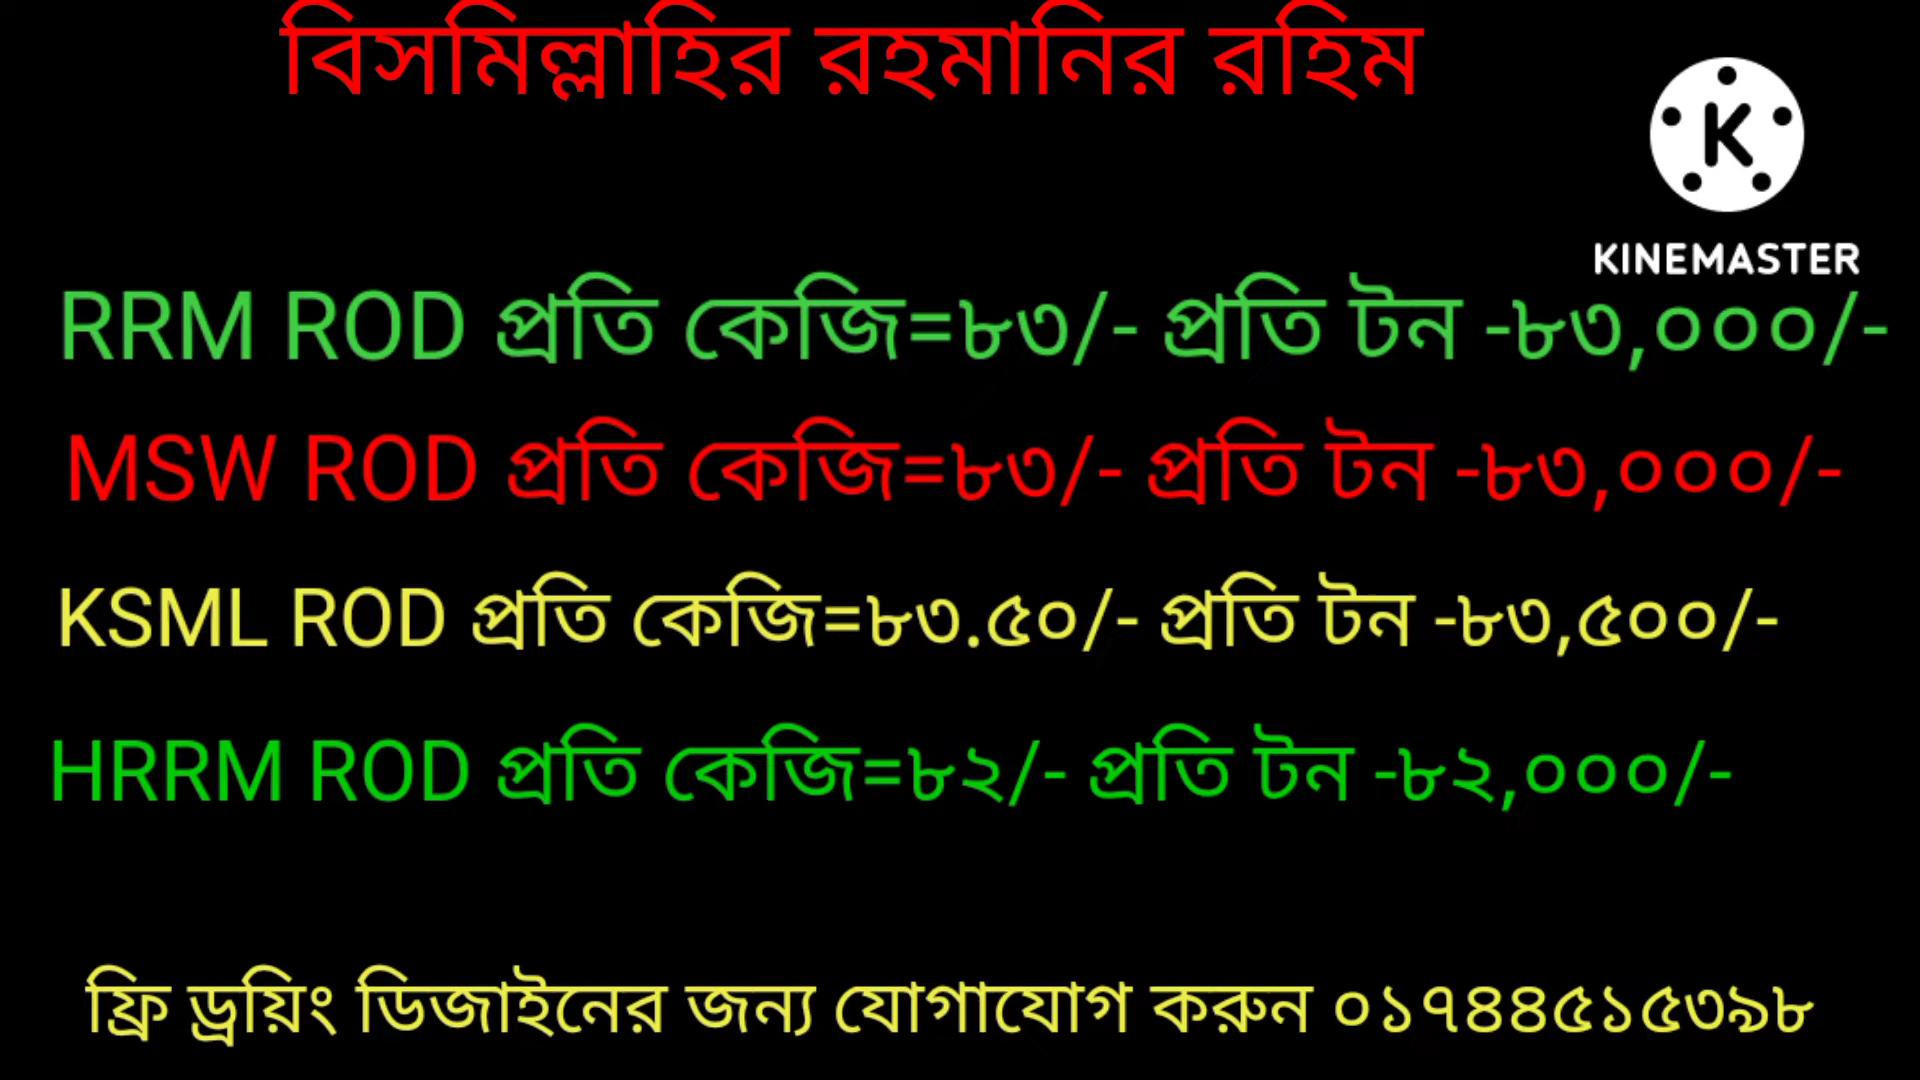 বিসমিল্লাহির রহমানির রহিম
KINEMASTER
RRM ROD প্রতি কেজি=৮৩/- প্রতি টন -৮৩,০০০/-
MSW ROD প্রতি কেজি=৮৩/- প্রতি টন -৮৩,০০০/-
KSML ROD প্রতি কেজি=৮৩.৫০/- প্রতি টন -৮৩,৫০০/-
HRRM ROD প্রতি কেজি=৮২/- প্রতি টন -৮২,০০০/-
ফ্রি ড্রয়িং ডিজাইনের জন্য যোগাযোগ করুন ০১৭৪৪৫১৫৩৯৮